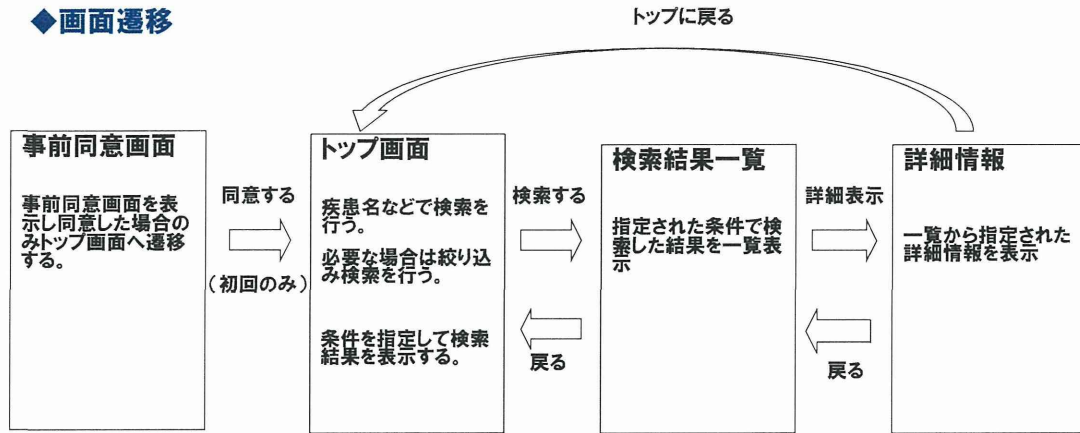 ◆画面遷移
トップに戻る
事前同意画面
事前同意画面を表
示し同意した場合の
みトップ画面へ遷移
する。
同意する
(初回のみ)
トップ画面
疾患名などで検索を
行う。
必要な場合は絞り込
み検索を行う。
条件を指定して検索
結果を表示する。
検索する
戻る
検索結果一覧
指定された条件で検
索した結果を一覧表
示
詳細表示
戻る
詳細情報
一覧から指定された
詳細情報を表示